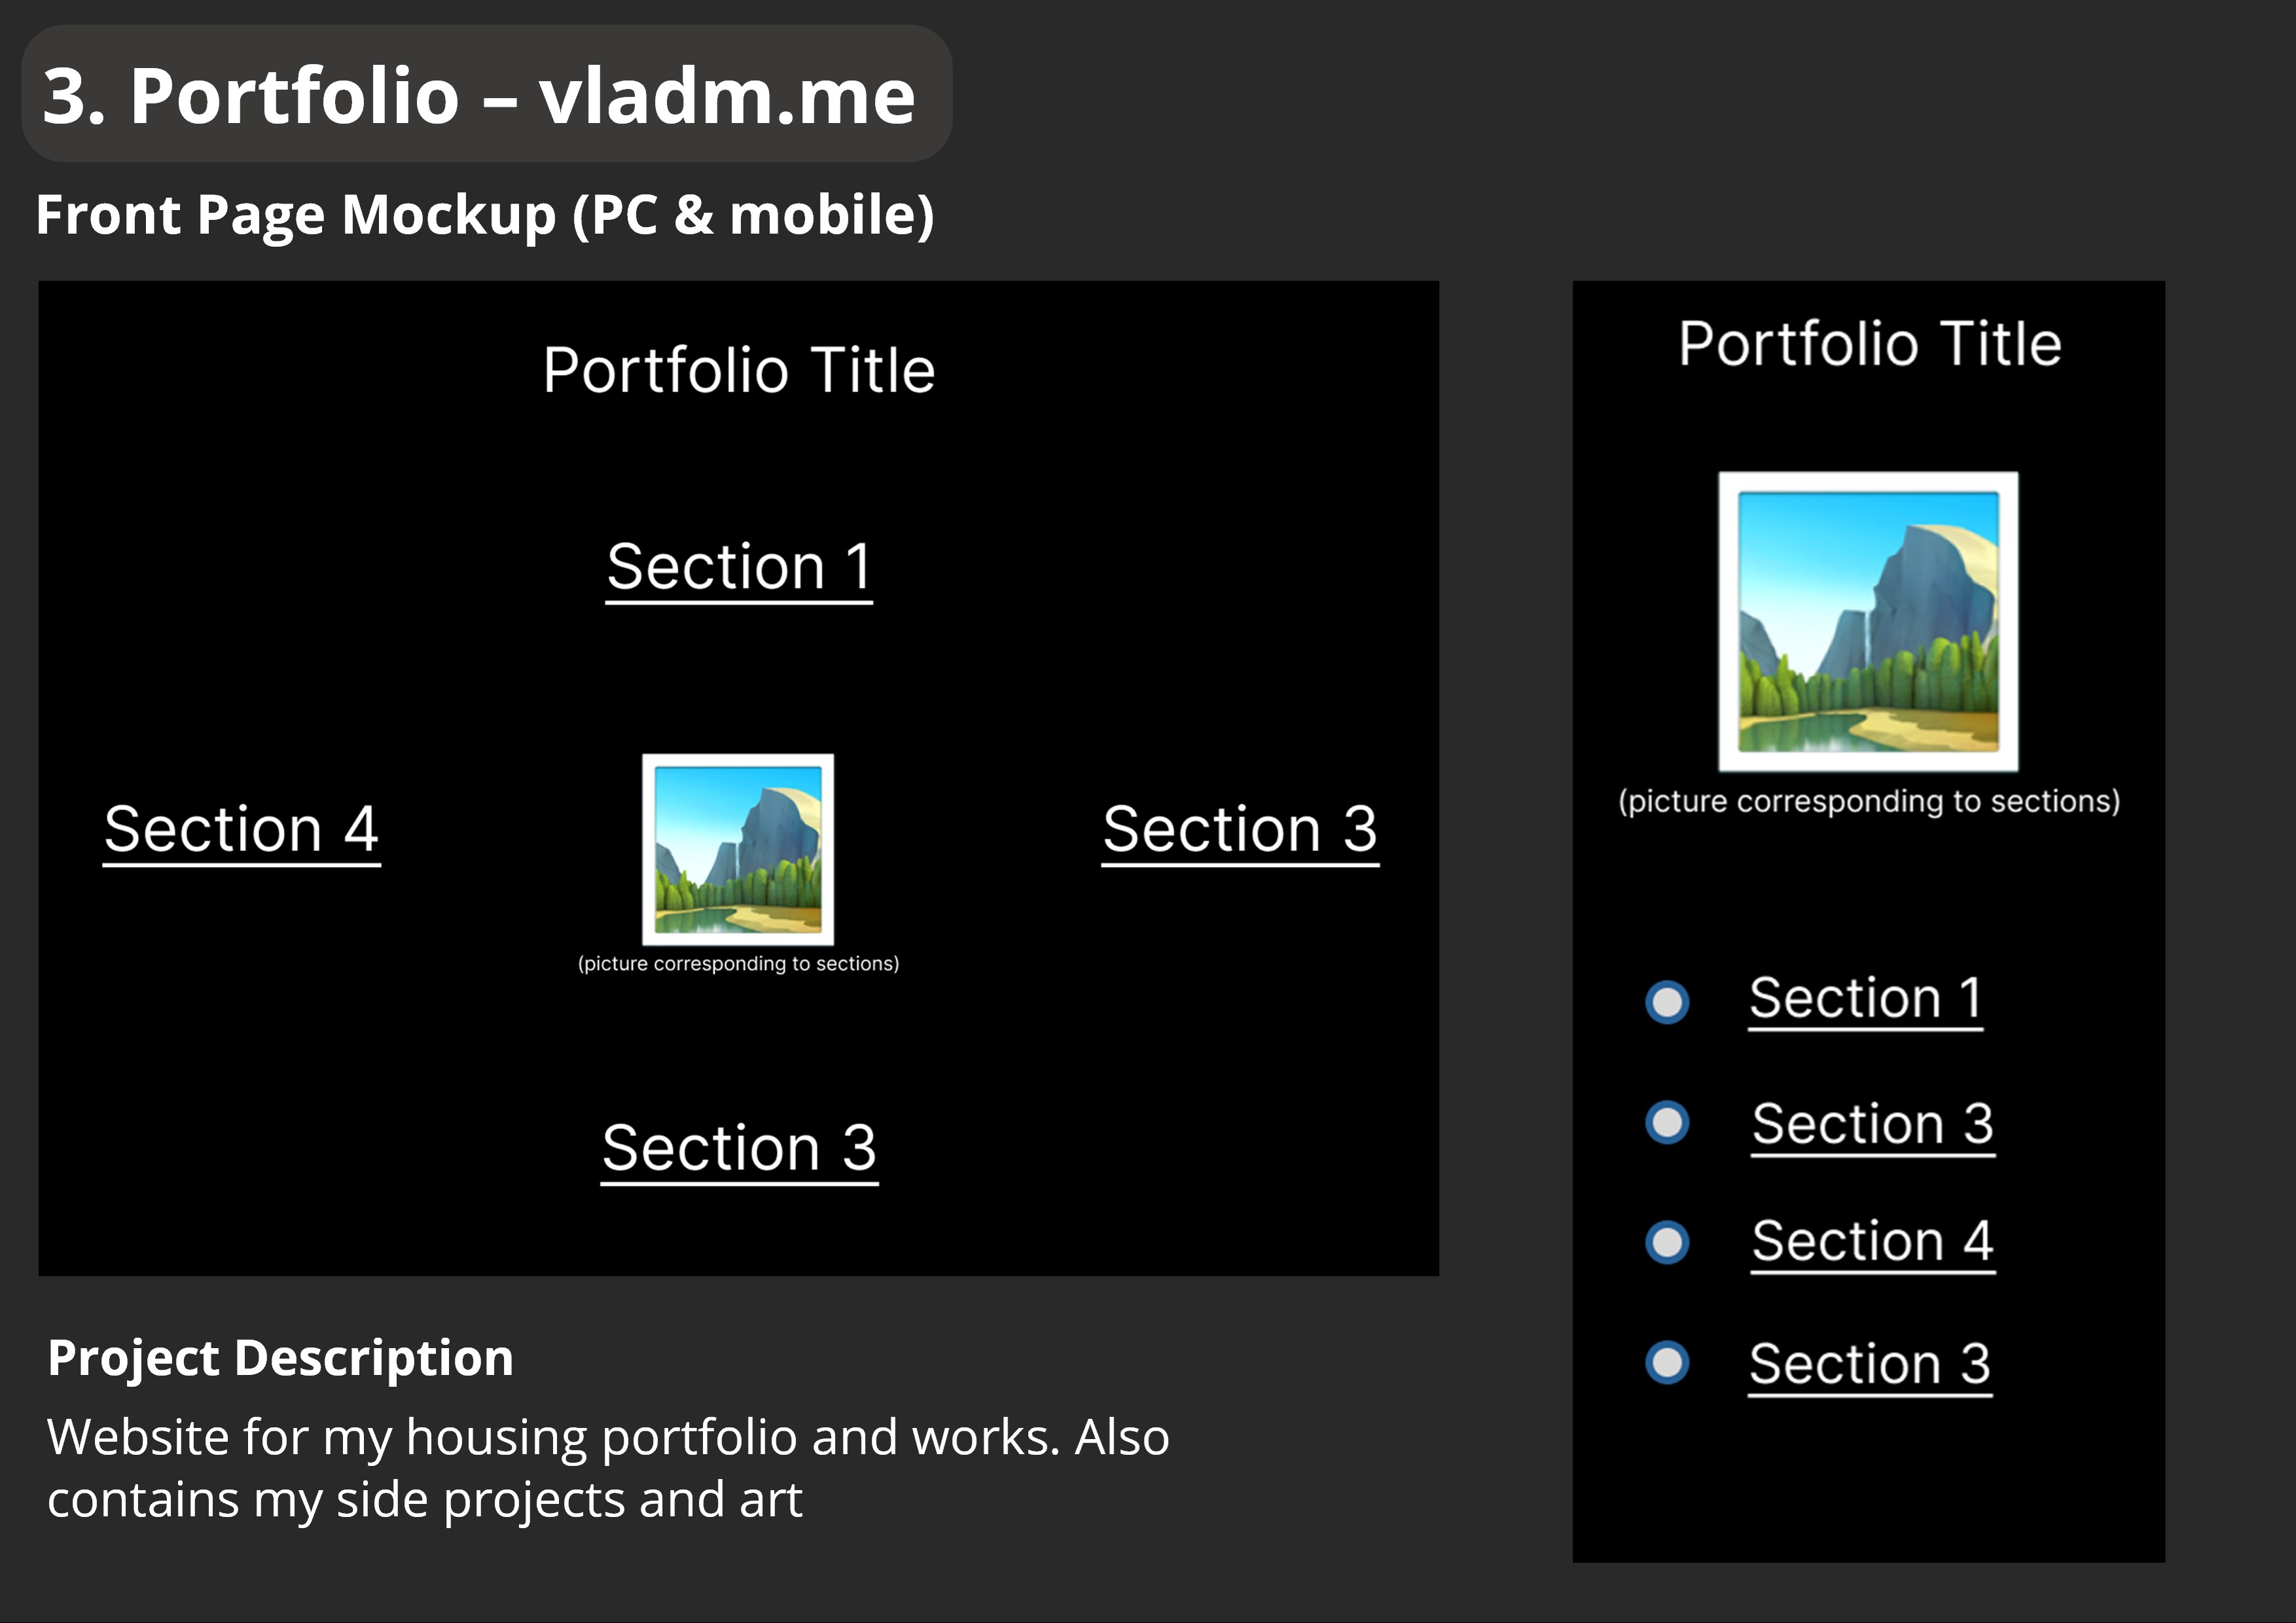 3. Portfolio – vladm.me
Front Page Mockup (PC & mobile)
Portfolio Title
Section 1
Section 4
Section 3
(picture corresponding to sections)
Section 3
Portfolio Title
(picture corresponding to sections)
Section 1
Section 3
Section 4
Section 3
Project Description
Website for my housing portfolio and works. Also
contains my side projects and art